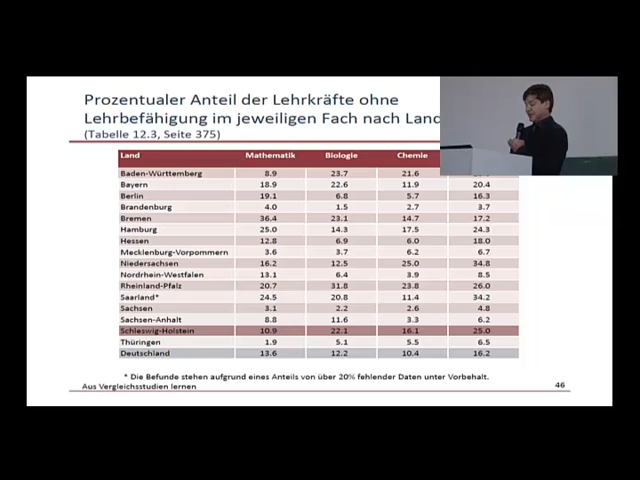 Prozentualer Anteil der Lehrkräfte ohne
Lehrbefähigung im jeweiligen Fach nach Land
(Tabelle 12.3, Seite 375)
Land Mathematik Biologie Chemie
Baden-Württemberg 8.9 23.7 21.6
Bayern 18.9 22.6 11.9 20.4
Berlin 19.1 6.8 5.7 16.3
Brandenburg 4.0 1.5 2.7 3.7
Bremen 36.4 23.1 14.7 17.2
Hamburg 25.0 14.3 17.5 24.3
Hessen 12.8 6.9 6.0 18.0
Mecklenburg-Vorpommern 3.6 3.7 6.2 6.7
Niedersachsen 16.2 12.5 25.0 34.8
Nordrhein-Westfalen 13.1 6.4 3.9 8.5
Rheinland-Pfalz 20.7 31.8 23.8 26.0
Saarland* 24.5 20.8 11.4 34.2
Sachsen 3.1 2.2 2.6 4.8
Sachsen-Anhalt 8.8 11.6 3.3 6.2
Schleswig-Holstein 10.9 22.1 16.1 25.0
Thüringen 1.9 5.1 5.5 6.5
Deutschland 13.6 12.2 10.4 16.2
* Die Befunde stehen aufgrund eines Anteils von über 20% fehlender Daten unter Vorbehalt.
Aus Vergleichsstudien lernen 46